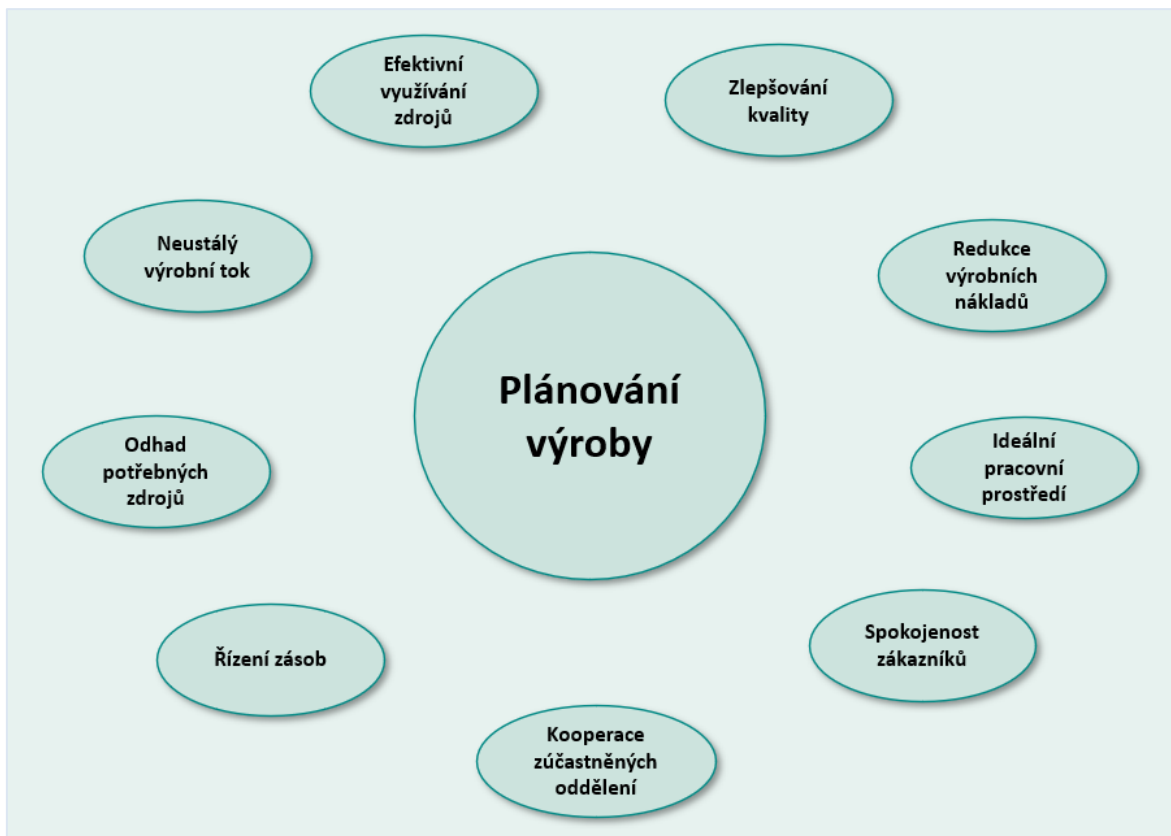 Efektivní
využívání
zdrojů
Zlepšování
kvality
Neustálý
výrobní tok
Redukce
výrobních
nákladů
Plánování
výroby
Odhad
potřebných
zdrojů
Ideální
pracovní
prostředí
Řízení zásob
Spokojenost
zákazníků
Kooperace
zúčastněných
oddělení